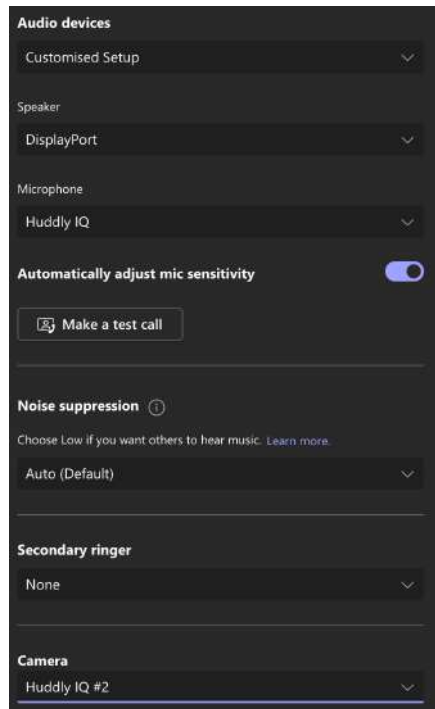 Audio devices
Customised Setup
Speaker
DisplayPort
Microphone
Huddly IQ
Automatically adjust mic sensitivity
Make a test call
Noise suppression
Choose Low if you want others to hear music. Learn more.
Auto (Default)
Secondary ringer
None
Camera
Huddly IQ #2